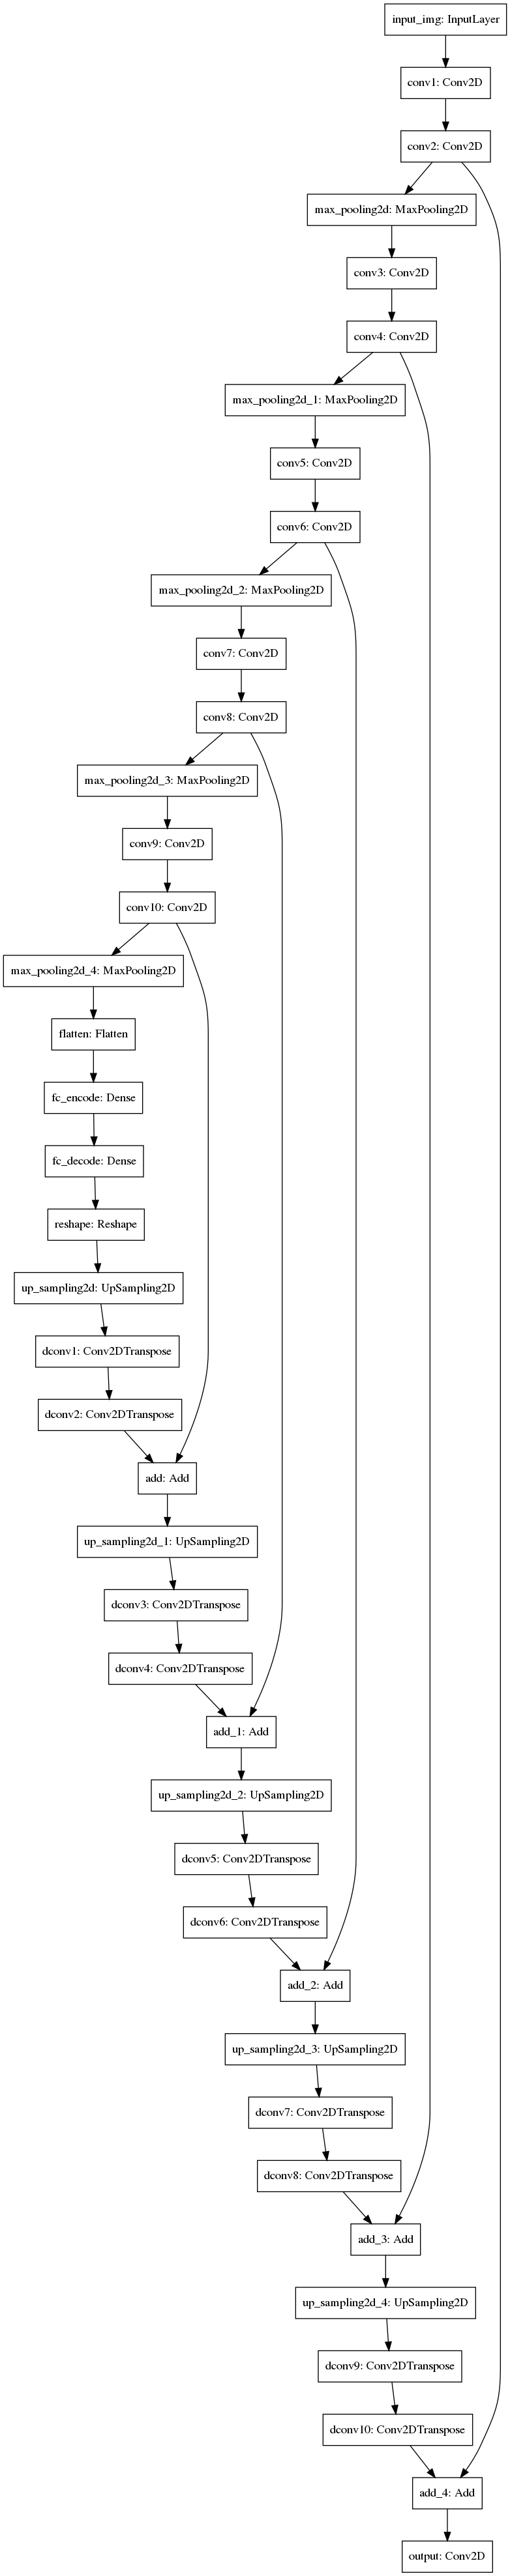 input_img: InputLayer
conv1: Conv2D
conv2: Conv2D
max_pooling2d: MaxPooling2D
conv3: Conv2D
conv4: Conv2D
max_pooling2d_1: MaxPooling2D
conv5: Conv2D
conv6: Conv2D
max_pooling2d_2: MaxPooling2D
conv7: Conv2D
conv8: Conv2D
max_pooling2d_3: MaxPooling2D
conv9: Conv2D
conv10: Conv2D
max_pooling2d_4: MaxPooling2D
flatten: Flatten
fc_encode: Dense
fc_decode: Dense
reshape: Reshape
up_sampling2d: UpSampling2D
dconv1: Conv2DTranspose
dconv2: Conv2DTranspose
add: Add
up_sampling2d_1: UpSampling2D
dconv3: Conv2DTranspose
dconv4: Conv2DTranspose
add_1: Add
up_sampling2d_2: UpSampling2D
dconv5: Conv2DTranspose
dconv6: Conv2DTranspose
add_2: Add
up_sampling2d_3: UpSampling2D
dconv7: Conv2DTranspose
dconv8: Conv2DTranspose
add_3: Add
up_sampling2d_4: UpSampling2D
dconv9: Conv2DTranspose
dconv10: Conv2DTranspose
add_4: Add
output: Conv2D